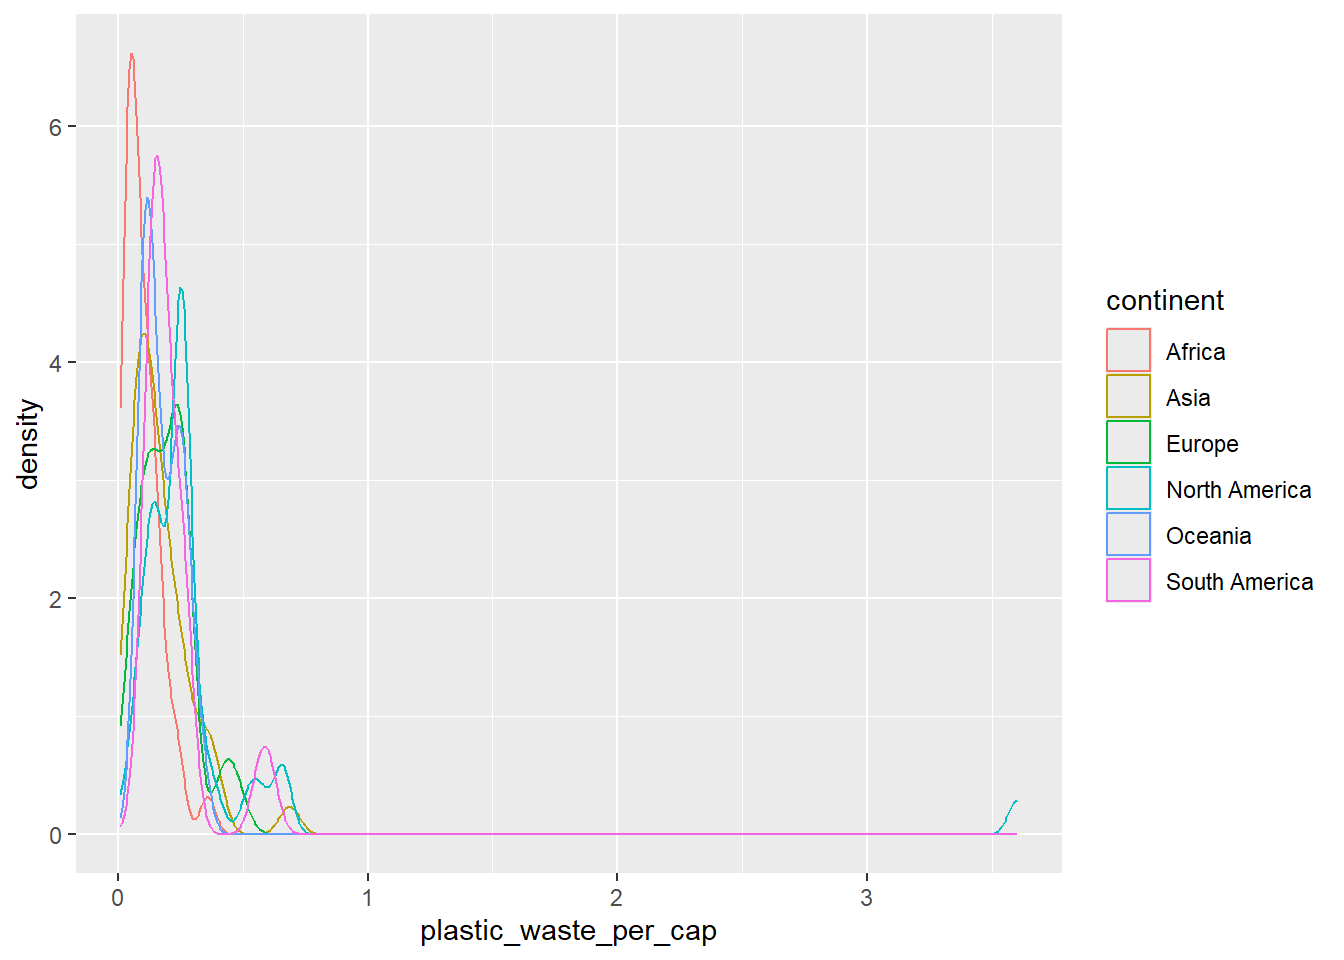 6
4
2
0
density
0 1 2 3
plastic_waste_per_cap
continent
Africa
Asia
Europe
North America
Oceania
South America